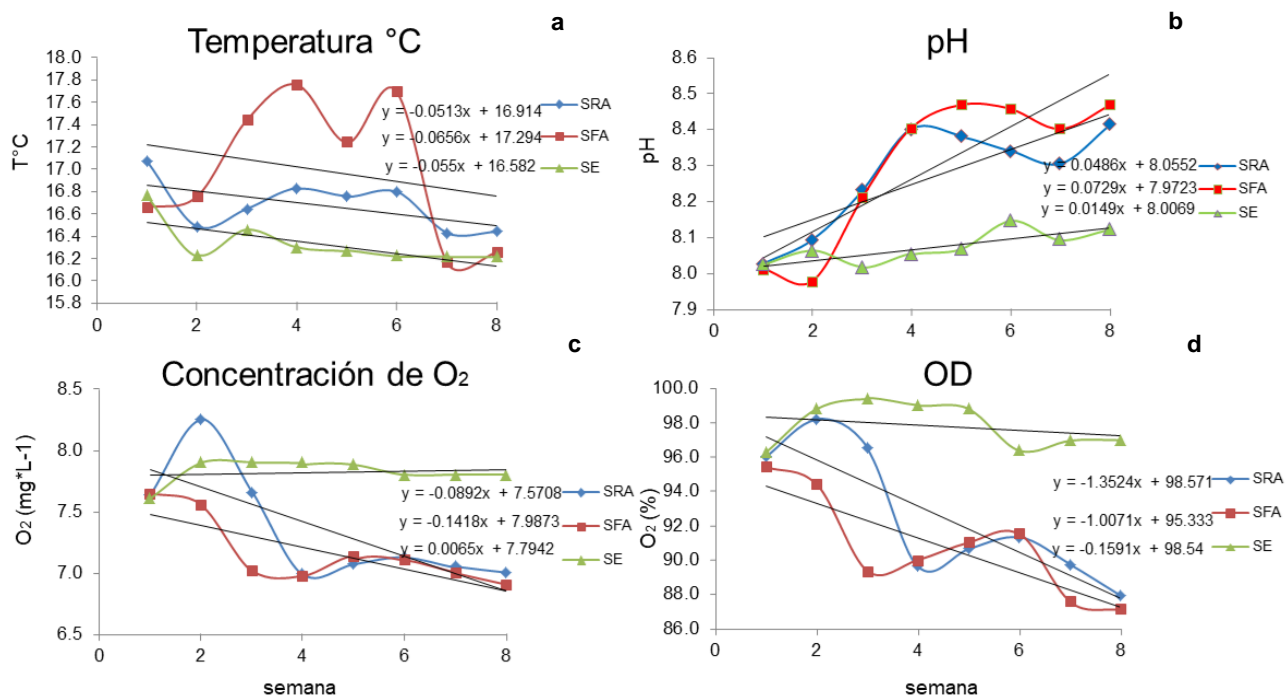 Temperatura °C
a
18.0
17.8
17.6
17.4
17.2
17.0
16.8
16.6
16.4
16.2
16.0
15.8
T°C
0
2
4
6
8
y = -0.0513x + 16.914
y = -0.0656x + 17.294
y = -0.055x + 16.582
SRA
SFA
SE
pH
b
8.6
8.5
8.4
8.3
8.2
8.1
8.0
7.9
pH
0
2
4
6
8
y = 0.0486x + 8.0552
y = 0.0729x + 7.9723
y = 0.0149x + 8.0069
SRA
SFA
SE
Concentración de O₂
c
8.5
8.0
7.5
7.0
6.5
O₂ (mg*L-1)
0
2
4
6
8
semana
y = -0.0892x + 7.5708
y = -0.1418x + 7.9873
y = 0.0065x + 7.7942
SRA
SFA
SE
OD
d
100.0
98.0
96.0
94.0
92.0
90.0
88.0
86.0
O₂ (%)
0
2
4
6
8
semana
y = -1.3524x + 98.571
y = -1.0071x + 95.333
y = -0.1591x + 98.54
SRA
SFA
SE